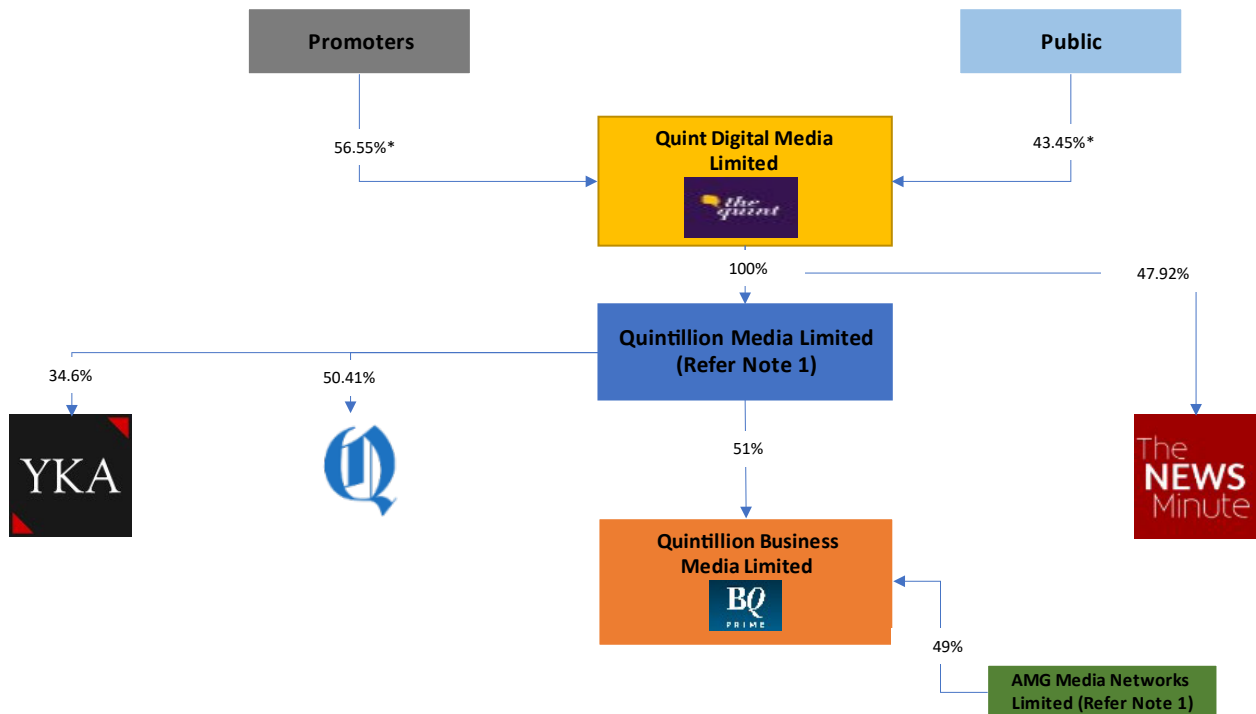 Promoters
Public
56.55%*
43.45%*
Quint Digital Media
Limited
the
quint
100%
47.92%
Quintillion Media Limited
(Refer Note 1)
34.6%
50.41%
YKA
Q
The
NEWS
Minute
51%
Quintillion Business
Media Limited
BQ
PRIME
49%
AMG Media Networks
Limited (Refer Note 1)